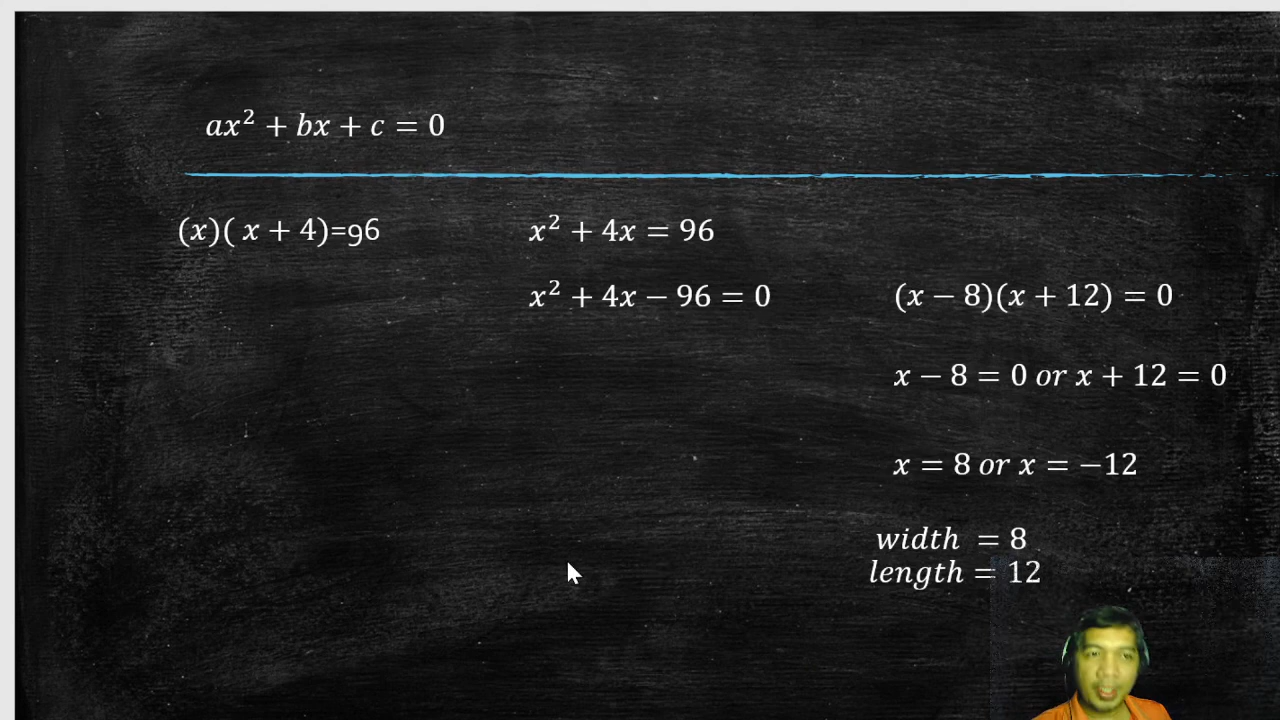 ax² + bx + c = 0
(x)( x + 4)=96
x² + 4x = 96
x² + 4x − 96 = 0
(x − 8)(x + 12) = 0
x − 8 = 0 or x + 12 = 0
x = 8 or x = −12
width = 8
length = 12